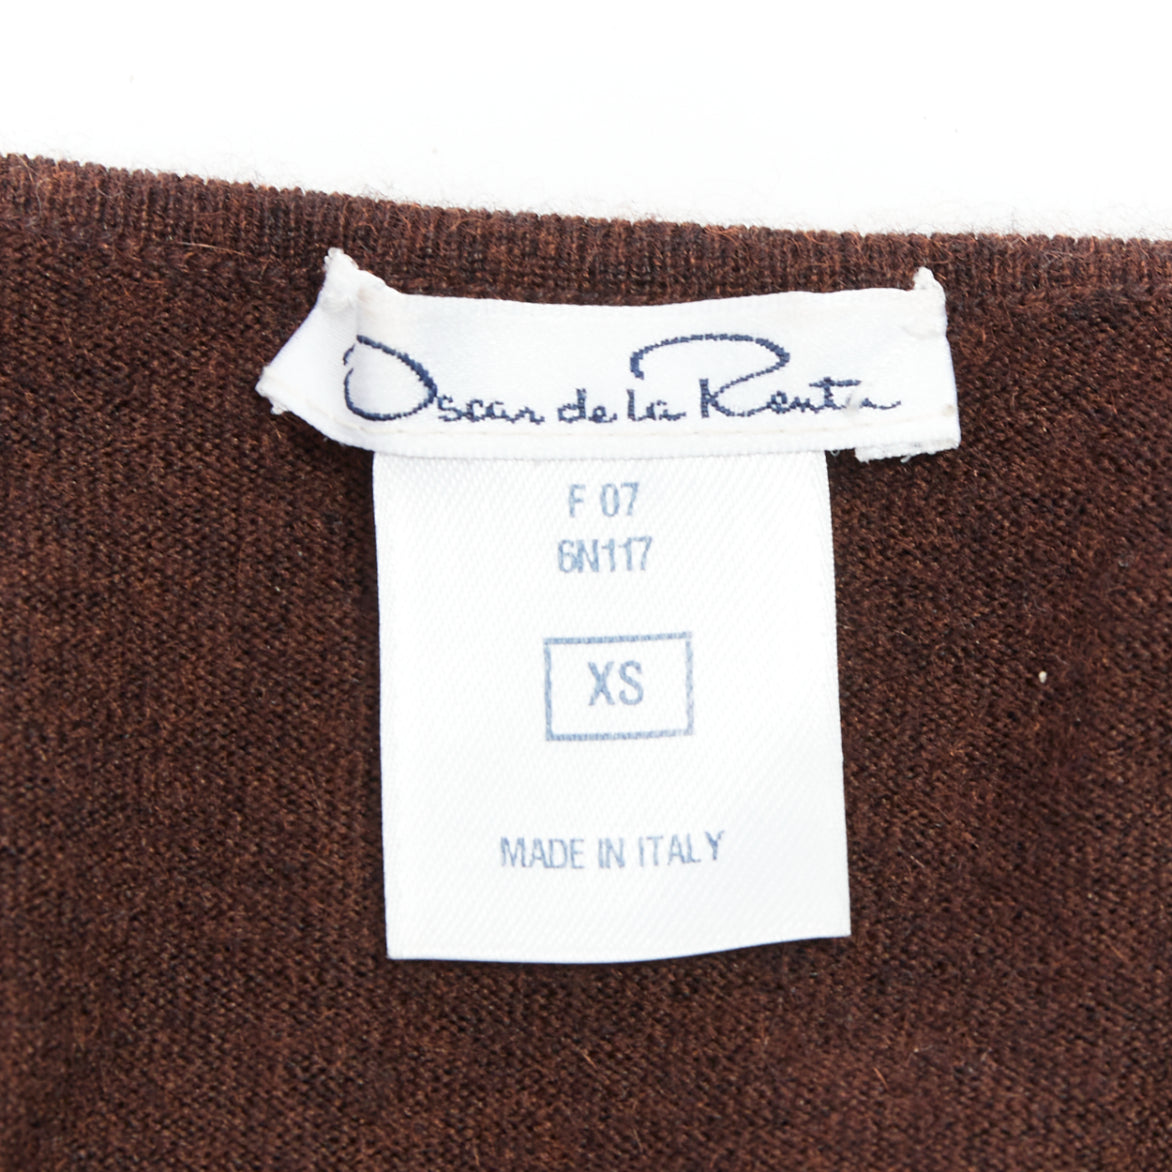 Oscar de la Renta
F 07
6N117
XS
MADE IN ITALY